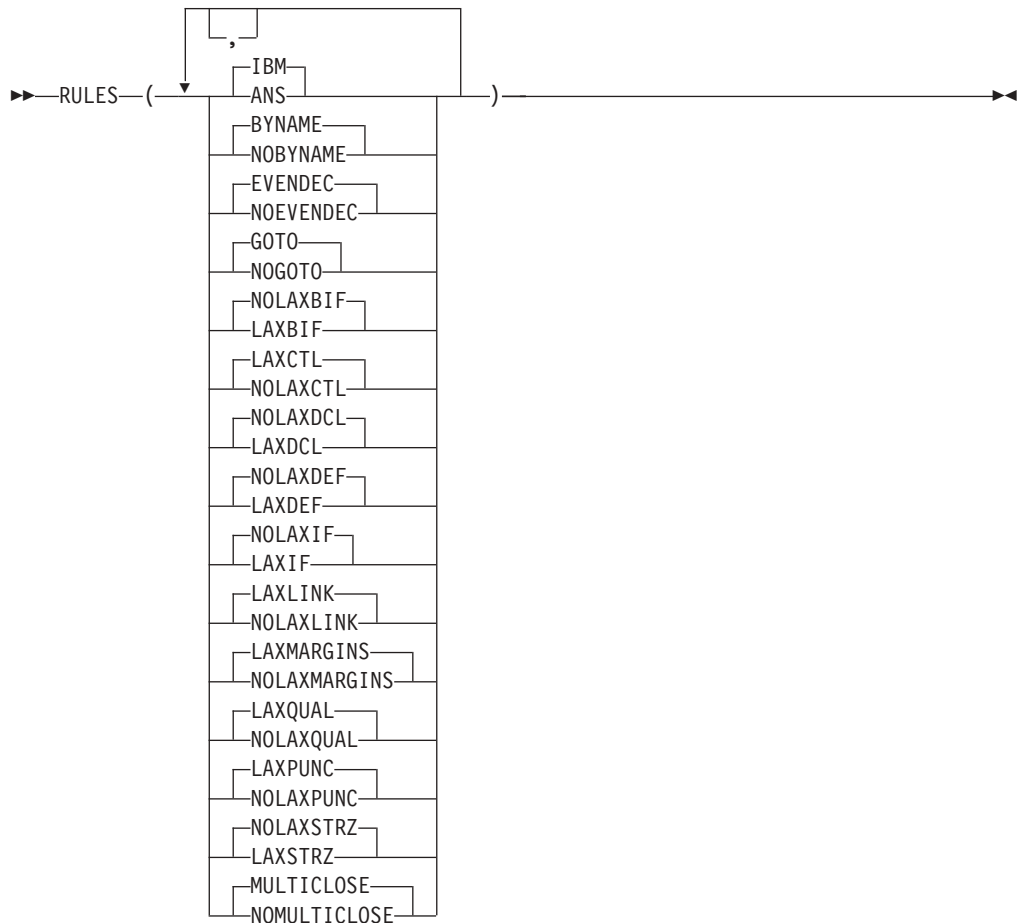 ,
IBM
RULES ( ANS )
BYNAME
NOBYNAME
EVENDEC
NOEVENDEC
GOTO
NOGOTO
NOLAXBIF
LAXBIF
LAXCTL
NOLAXCTL
NOLAXDCL
LAXDCL
NOLAXDEF
LAXDEF
NOLAXIF
LAXIF
LAXLINK
NOLAXLINK
LAXMARGINS
NOLAXMARGINS
LAXQUAL
NOLAXQUAL
LAXPUNC
NOLAXPUNC
NOLAXSTRZ
LAXSTRZ
MULTICLOSE
NOMULTICLOSE